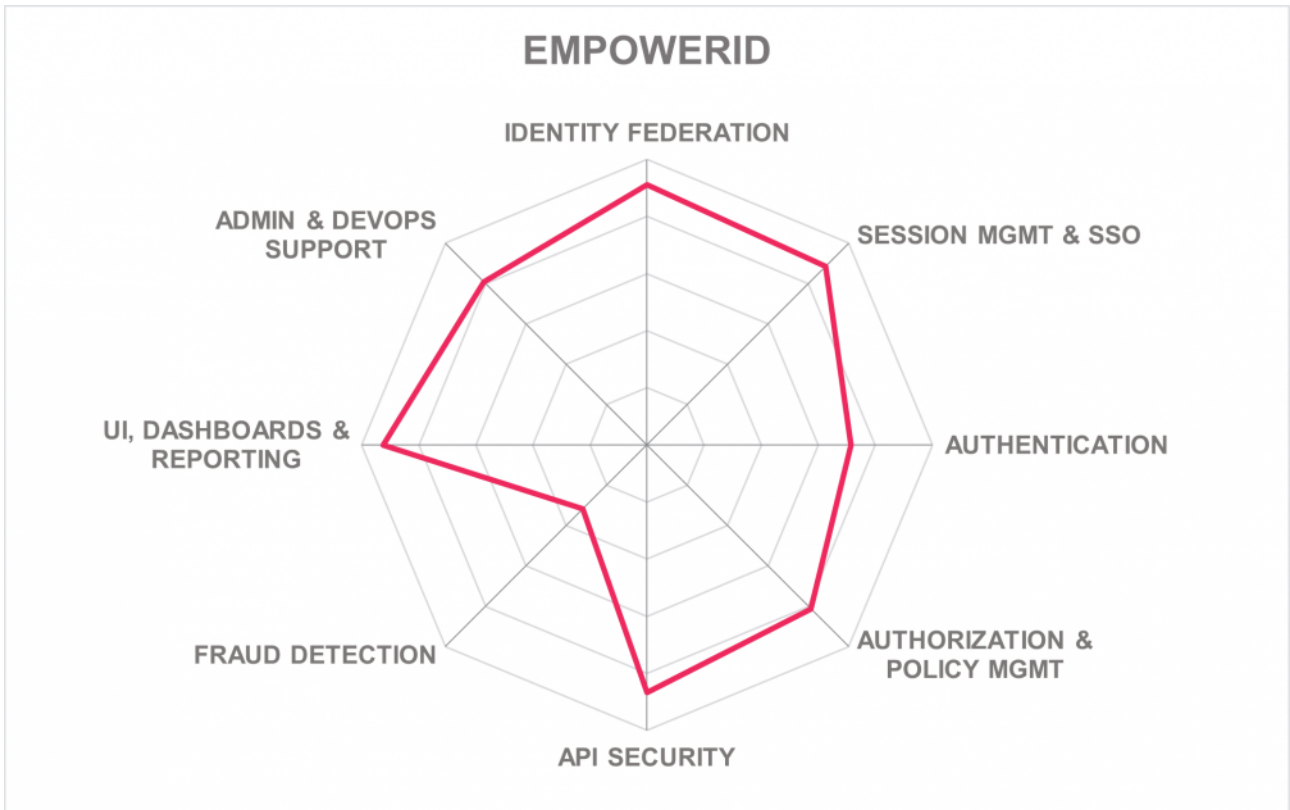 EMPOWERID
IDENTITY FEDERATION
SESSION MGMT & SSO
AUTHENTICATION
AUTHORIZATION &
POLICY MGMT
API SECURITY
FRAUD DETECTION
UI, DASHBOARDS &
REPORTING
ADMIN & DEVOPS
SUPPORT